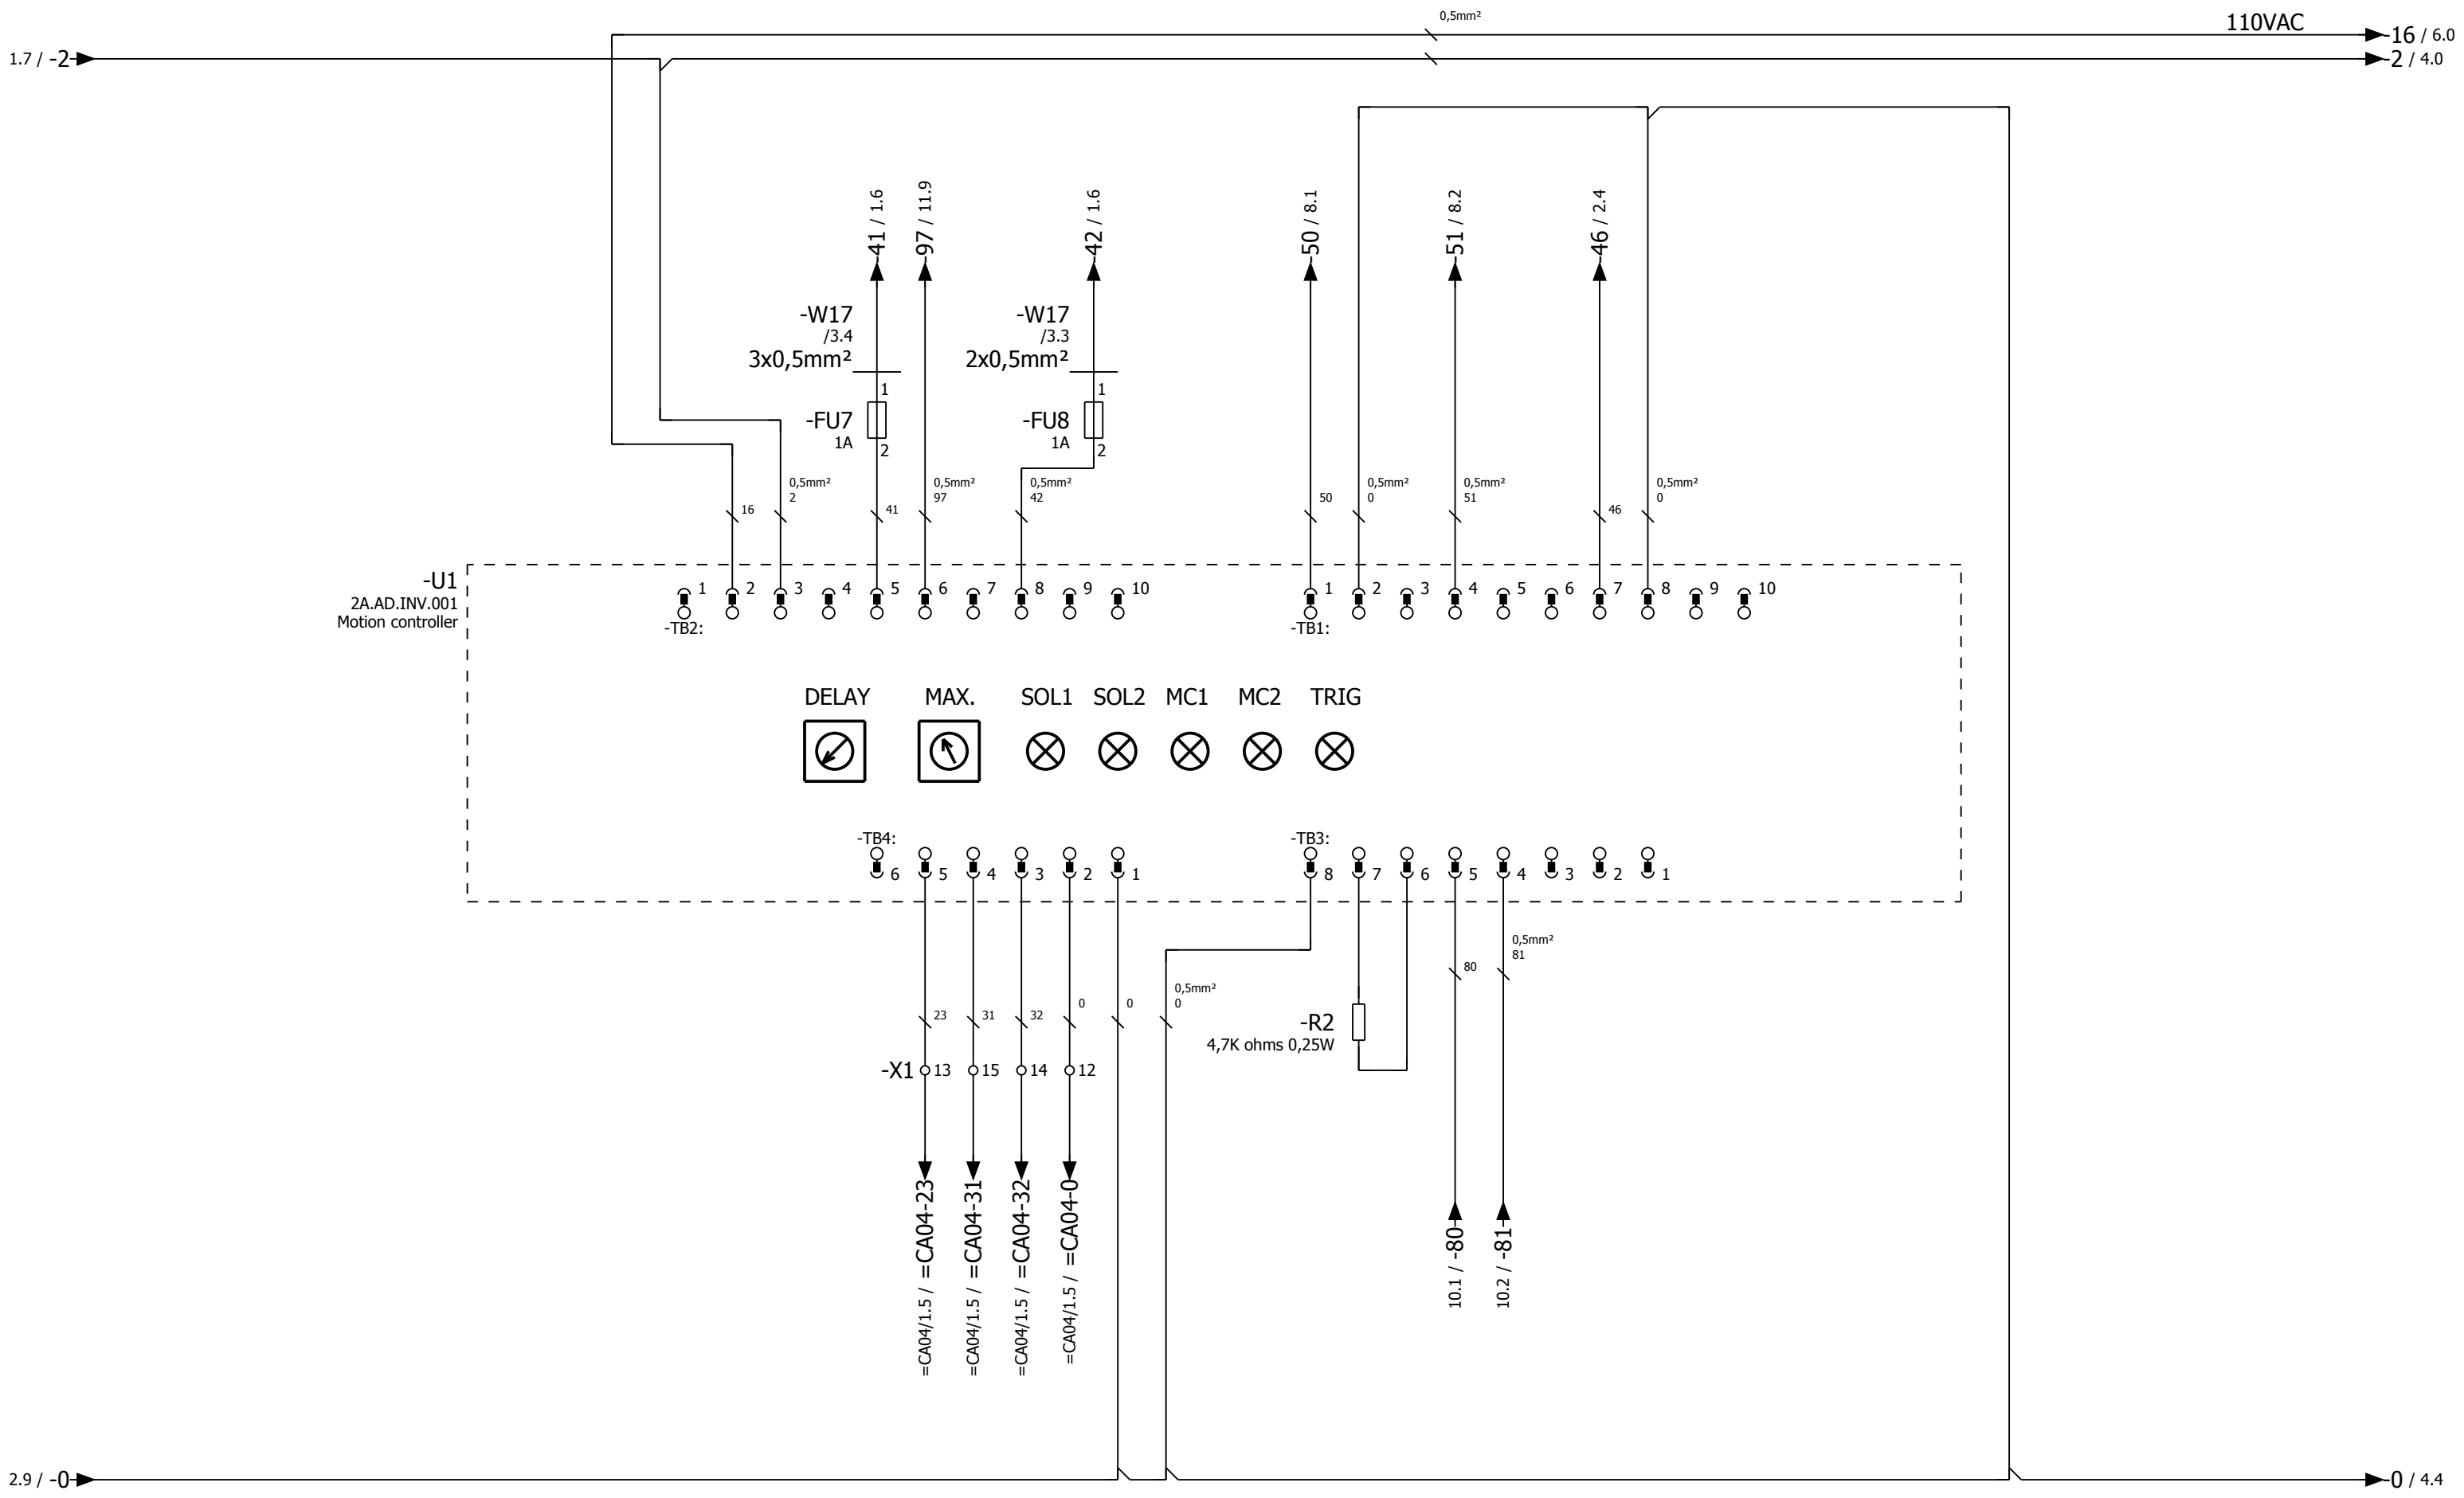 0,5mm²
110VAC
-16 / 6.0
1.7 / -2
-2 / 4.0
-41 / 1.6
-97 / 11.9
-42 / 1.6
-50 / 8.1
-51 / 8.2
-46 / 2.4
-W17
/3.4
3x0,5mm²
-W17
/3.3
2x0,5mm²
1
1
-FU7
1A
-FU8
1A
2
2
16
0,5mm²
2
41
0,5mm²
97
0,5mm²
42
50
0,5mm²
0
0,5mm²
51
46
0,5mm²
0
-U1
2A.AD.INV.001
Motion controller
1 2 3 4 5 6 7 8 9 10
-TB2:
1 2 3 4 5 6 7 8 9 10
-TB1:
DELAY MAX. SOL1 SOL2 MC1 MC2 TRIG
-TB4:
6 5 4 3 2 1
-TB3:
8 7 6 5 4 3 2 1
23
31
32
0
0
0,5mm²
0
80
0,5mm²
81
-R2
4,7K ohms 0,25W
-X1 13 15 14 12
=CA04/1.5 / =CA04-23
=CA04/1.5 / =CA04-31
=CA04/1.5 / =CA04-32
=CA04/1.5 / =CA04-0
10.1 / -80
10.2 / -81
2.9 / -0
-0 / 4.4